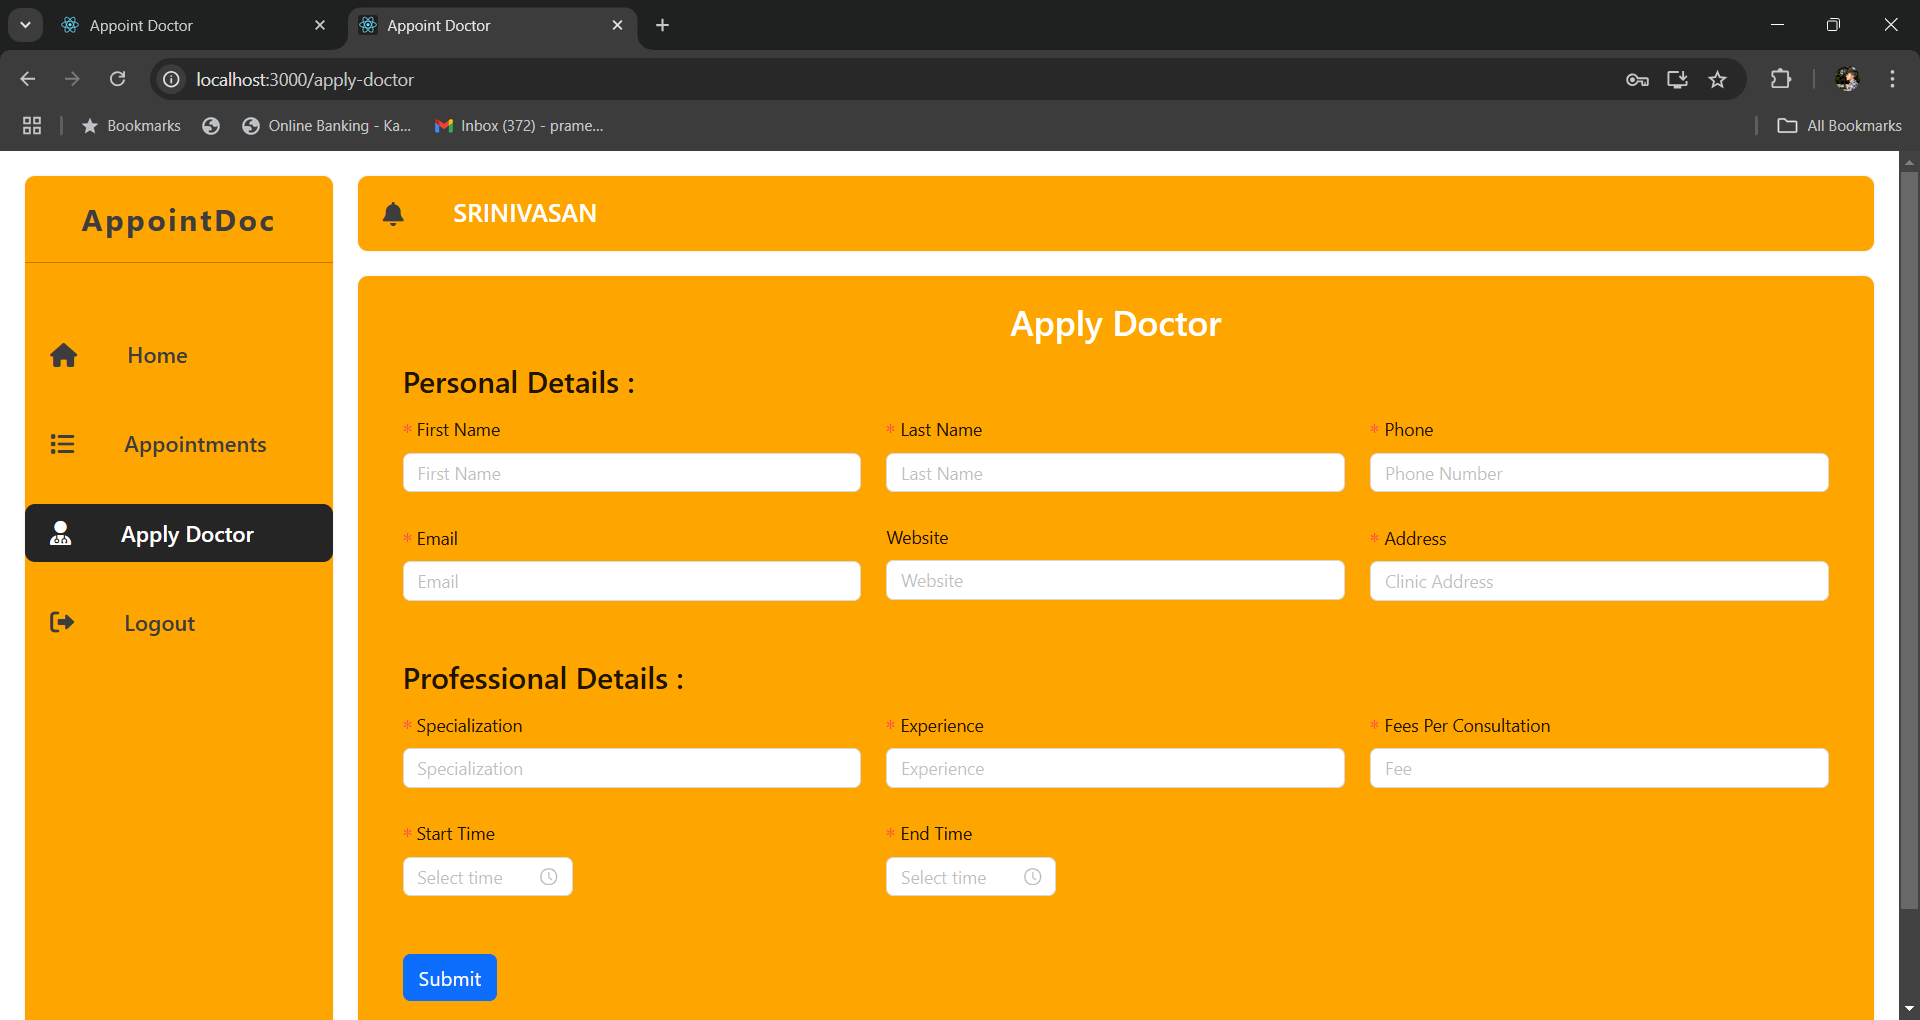 Appoint Doctor
Appoint Doctor
localhost:3000/apply-doctor
Bookmarks
Online Banking - Ka...
Inbox (372) - prame...
All Bookmarks
AppointDoc
Home
Appointments
Apply Doctor
Logout
SRINIVASAN
Apply Doctor
Personal Details :
* First Name * Last Name * Phone
First Name Last Name Phone Number
* Email Website * Address
Email Website Clinic Address
Professional Details :
* Specialization * Experience * Fees Per Consultation
Specialization Experience Fee
* Start Time * End Time
Select time Select time
Submit